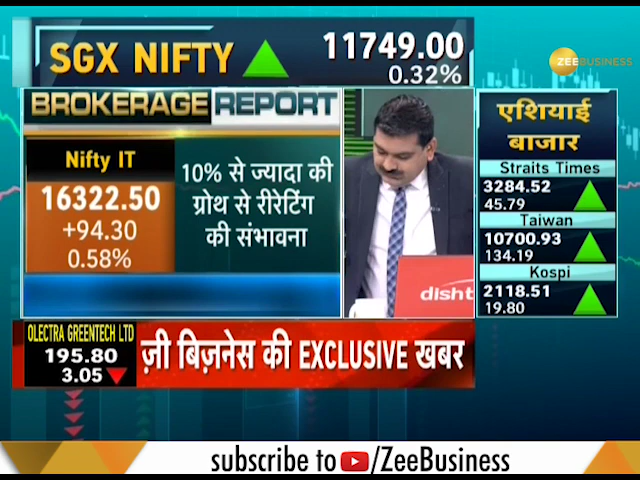 SGX NIFTY
11749.00
0.32%
ZEEBUSINESS
BROKERAGE REPORT
Nifty IT
16322.50
+94.30
0.58%
10% से ज्यादा की
ग्रोथ से रीरेटिंग
की संभावना
disht
एशियाई
बाजार
Straits Times
3284.52
45.79
Taiwan
10700.93
134.19
Kospi
2118.51
19.80
OLECTRA GREENTECH LTD
195.80
3.05
ज़ी बिज़नेस की EXCLUSIVE खबर
subscribe to /ZeeBusiness